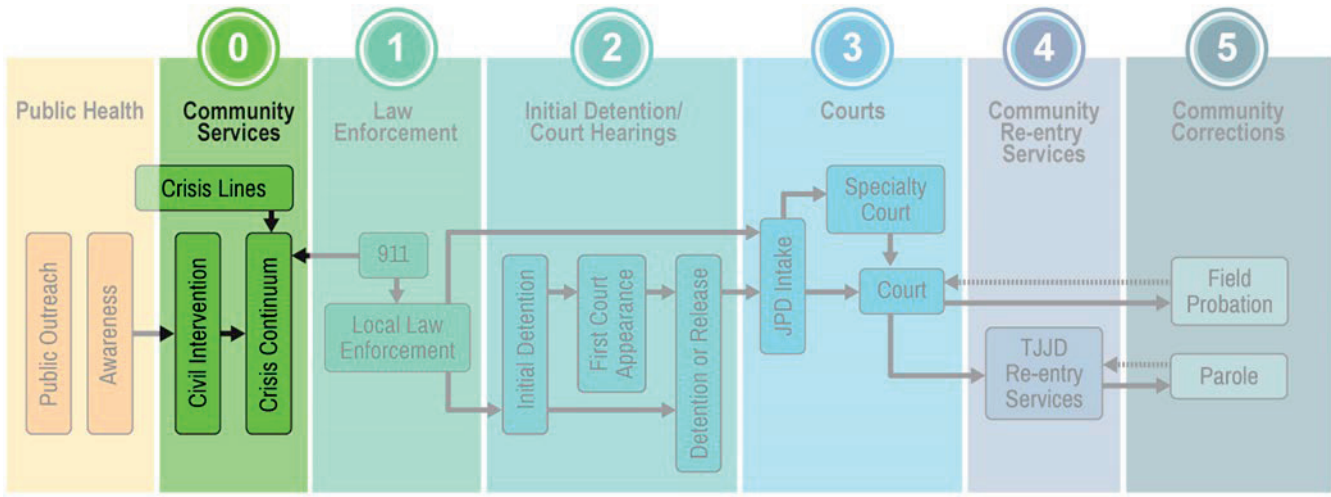 0
1
2
3
4
5
Public Health
Community
Services
Law
Enforcement
Initial Detention/
Court Hearings
Courts
Community
Re-entry
Services
Community
Corrections
Crisis Lines
Public Outreach
Awareness
Civil Intervention
Crisis Continuum
911
Local Law
Enforcement
Initial Detention
First Court
Appearance
Detention or Release
JPD Intake
Specialty
Court
Court
TJJD
Re-entry
Services
Field
Probation
Parole